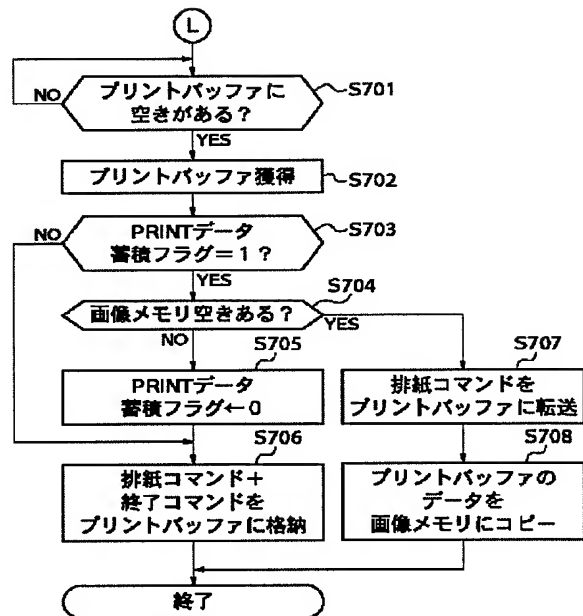 L
プリントバッファに
空きがある？
S701
NO
YES
プリントバッファ獲得
S702
PRINTデータ
蓄積フラグ＝１？
S703
NO
YES
画像メモリ空きある？
S704
NO
YES
S705
PRINTデータ
蓄積フラグ←０
S707
排紙コマンドを
プリントバッファに転送
S706
排紙コマンド＋
終了コマンドを
プリントバッファに格納
S708
プリントバッファの
データを
画像メモリにコピー
終了